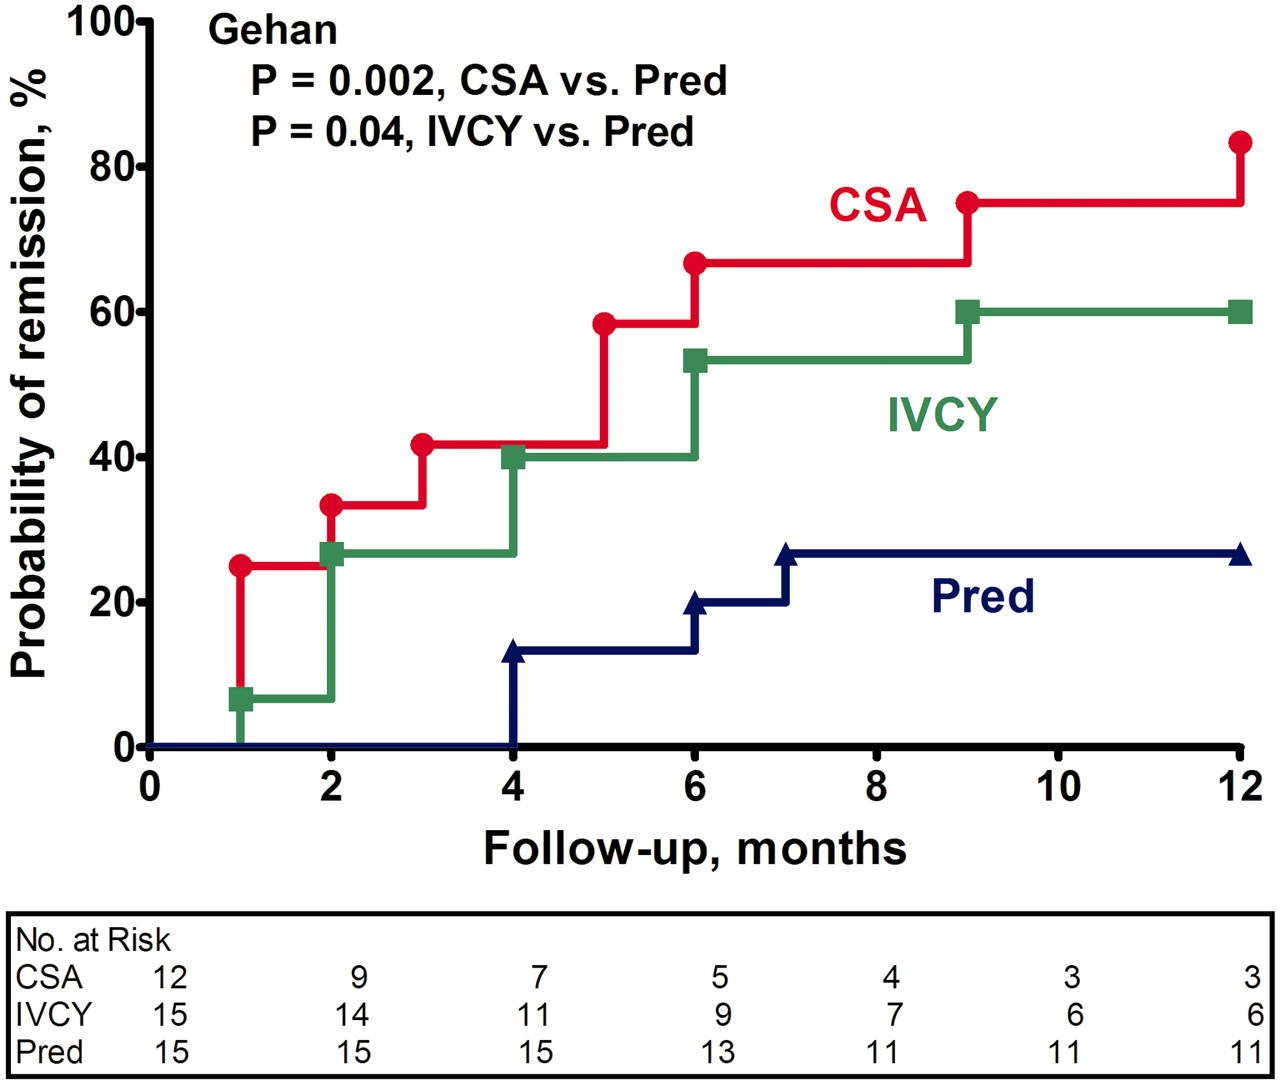 Gehan
P = 0.002, CSA vs. Pred
P = 0.04, IVCY vs. Pred
Probability of remission, %
100
80
60
40
20
0
CSA
IVCY
Pred
0 2 4 6 8 10 12
Follow-up, months
No. at Risk
CSA 12 9 7 5 4 3 3
IVCY 15 14 11 9 7 6 6
Pred 15 15 15 13 11 11 11